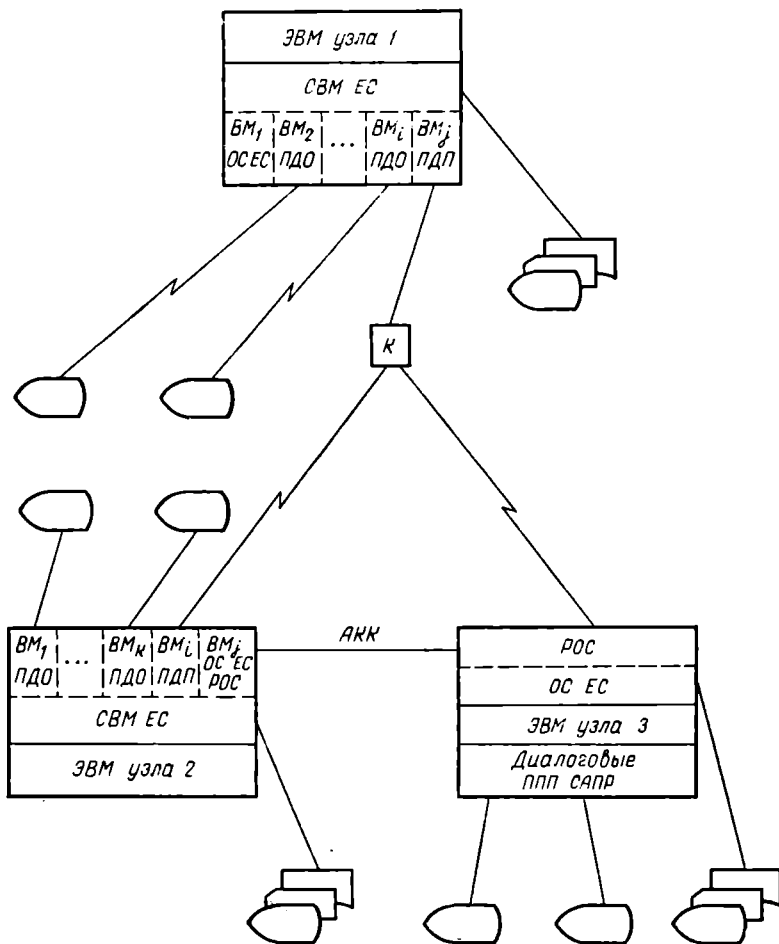 ЭВМ узла 1
СВМ ЕС
ВМ₁ ВМ₂ ... ВМᵢ ВМⱼ
ОС ЕС ПДО ПДО ПДП
К
ВМ₁ ... ВМₖ ВМᵢ ВМⱼ
ПДО ПДО ПДП ОС ЕС
РОС
СВМ ЕС
ЭВМ узла 2
АКК
РОС
ОС ЕС
ЭВМ узла 3
Диалоговые
ППП САПР